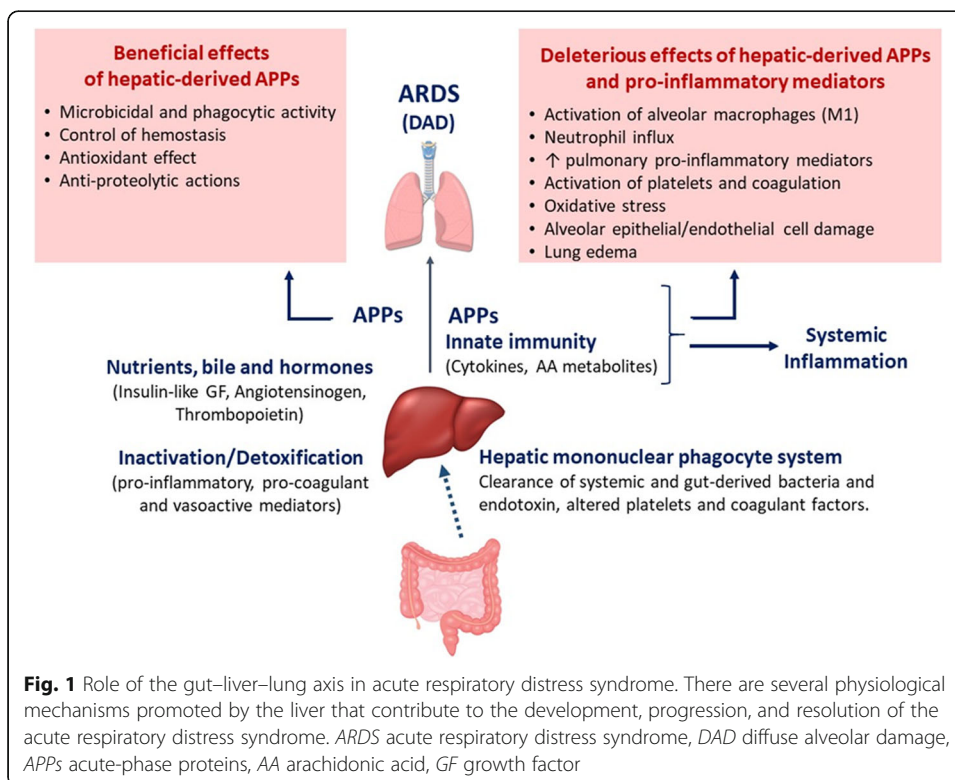 Beneficial effects
of hepatic-derived APPs
• Microbicidal and phagocytic activity
• Control of hemostasis
• Antioxidant effect
• Anti-proteolytic actions
ARDS
(DAD)
Deleterious effects of hepatic-derived APPs
and pro-inflammatory mediators
• Activation of alveolar macrophages (M1)
• Neutrophil influx
• ↑ pulmonary pro-inflammatory mediators
• Activation of platelets and coagulation
• Oxidative stress
• Alveolar epithelial/endothelial cell damage
• Lung edema
APPs
APPs
Innate immunity
(Cytokines, AA metabolites)
Systemic
Inflammation
Nutrients, bile and hormones
(Insulin-like GF, Angiotensinogen,
Thrombopoietin)
Inactivation/Detoxification
(pro-inflammatory, pro-coagulant
and vasoactive mediators)
Hepatic mononuclear phagocyte system
Clearance of systemic and gut-derived bacteria and
endotoxin, altered platelets and coagulant factors.
Fig. 1 Role of the gut–liver–lung axis in acute respiratory distress syndrome. There are several physiological
mechanisms promoted by the liver that contribute to the development, progression, and resolution of the
acute respiratory distress syndrome. ARDS acute respiratory distress syndrome, DAD diffuse alveolar damage,
APPs acute-phase proteins, AA arachidonic acid, GF growth factor